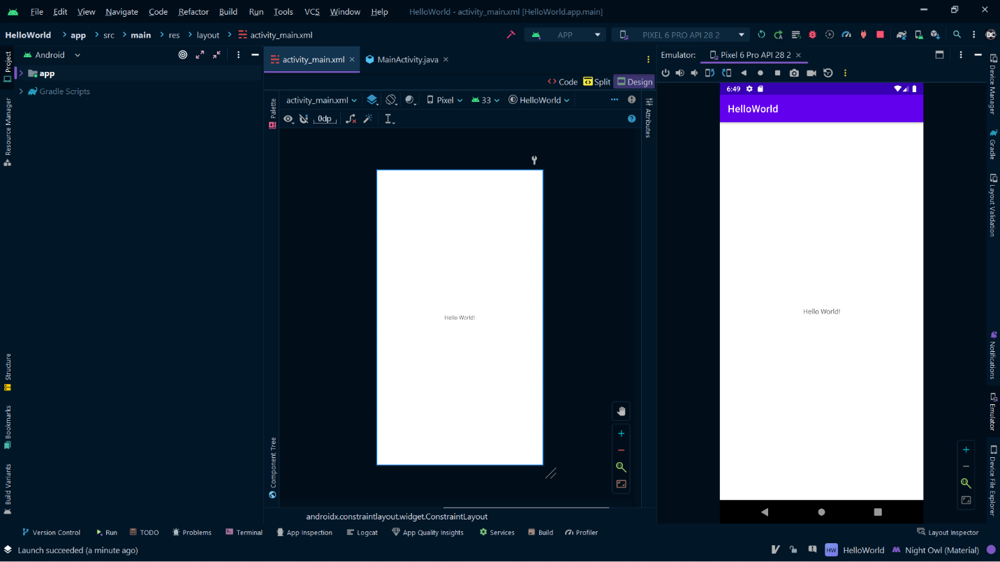 File Edit View Navigate Code Refactor Build Run Tools VCS Window Help HelloWorld - activity_main.xml [HelloWorld.app.main]
HelloWorld app src main res layout activity_main.xml APP PIXEL 6 PRO API 28 2 DC
Project
Resource Manager
Structure
Bookmarks
Build Variants
Android
app
Gradle Scripts
activity_main.xml MainActivity.java
Code Split Design
Palette
Component Tree
activity_main.xml Pixel 33 HelloWorld
0dp
Attributes
Hello World!
androidx.constraintlayout.widget.ConstraintLayout
Emulator: Pixel 6 Pro API 28 2
6:49
HelloWorld
Hello World!
Device Manager
Gradle
Layout Validation
Notifications
Emulator
Device File Explorer
Version Control Run TODO Problems Terminal App Inspection Logcat App Quality Insights Services Build Profiler Layout Inspector
Launch succeeded (a minute ago) HW HelloWorld Night Owl (Material)